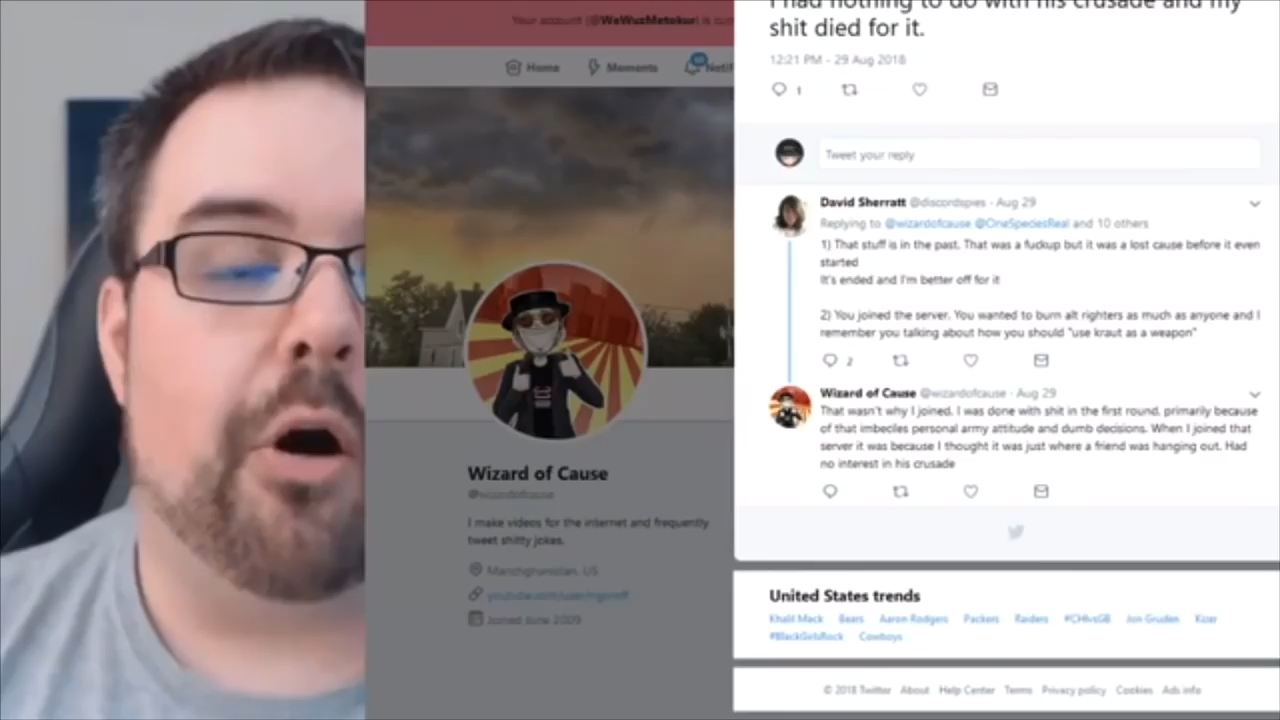 Your account (@WeWuzMetokur) is
Home
Moments
Wizard of Cause
@wizardofcause
I make videos for the internet and frequently
tweet shitty jokes.
US
Joined June 2009
I had nothing to do with his crusade and my
shit died for it.
12:21 PM - 29 Aug 2018
1
Tweet your reply
David Sherratt @discordspies · Aug 29
Replying to @wizardofcause @OneSpeciesReal and 10 others
1) That stuff is in the past. That was a fuckup but it was a lost cause before it even
started
It's ended and I'm better off for it
2) You joined the server. You wanted to burn alt righters as much as anyone and I
remember you talking about how you should "use kraut as a weapon"
2
Wizard of Cause @wizardofcause · Aug 29
That wasn't why I joined. I was done with shit in the first round, primarily because
of that imbeciles personal army attitude and dumb decisions. When I joined that
server it was because I thought it was just where a friend was hanging out. Had
no interest in his crusade
United States trends
Khalil Mack Bears Aaron Rodgers Packers Raiders #CHIvsGB Jon Gruden Kizer
#BlackGirlsRock Cowboys
© 2018 Twitter About Help Center Terms Privacy policy Cookies Ads info